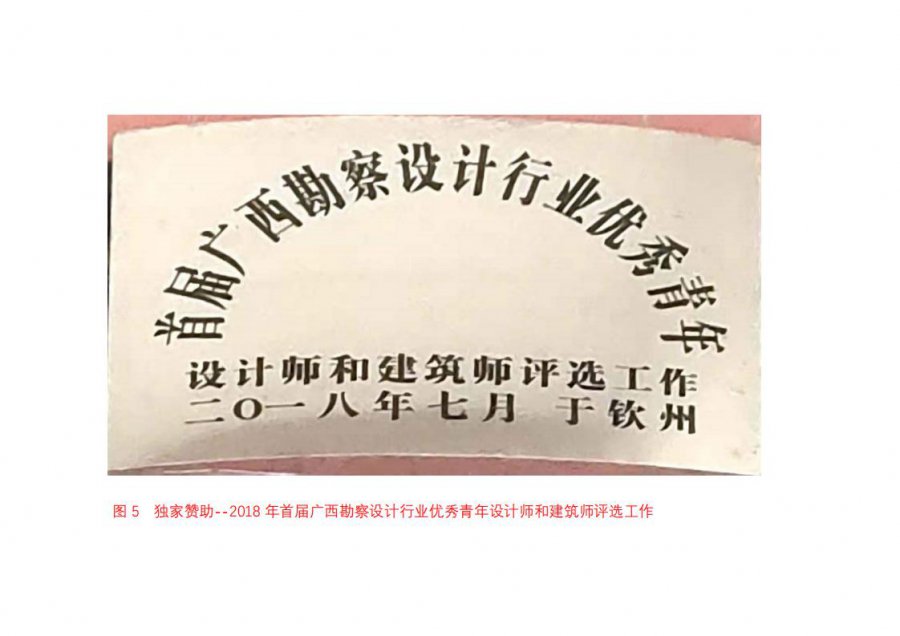 首届广西勘察设计行业优秀青年
设计师和建筑师评选工作
二〇一八年七月 于钦州
图 5 独家赞助--2018 年首届广西勘察设计行业优秀青年设计师和建筑师评选工作